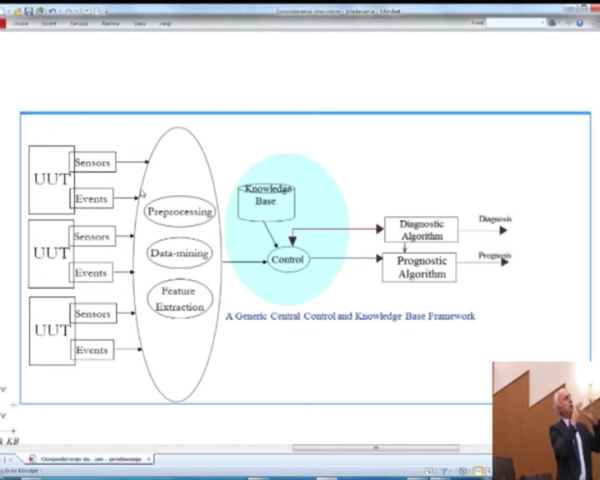 UUT
Sensors
Events
UUT
Sensors
Events
UUT
Sensors
Events
Preprocessing
Data-mining
Feature
Extraction
Knowledge
Base
Control
Diagnostic
Algorithm
Prognostic
Algorithm
Diagnosis
Prognosis
A Generic Central Control and Knowledge Base Framework
KB